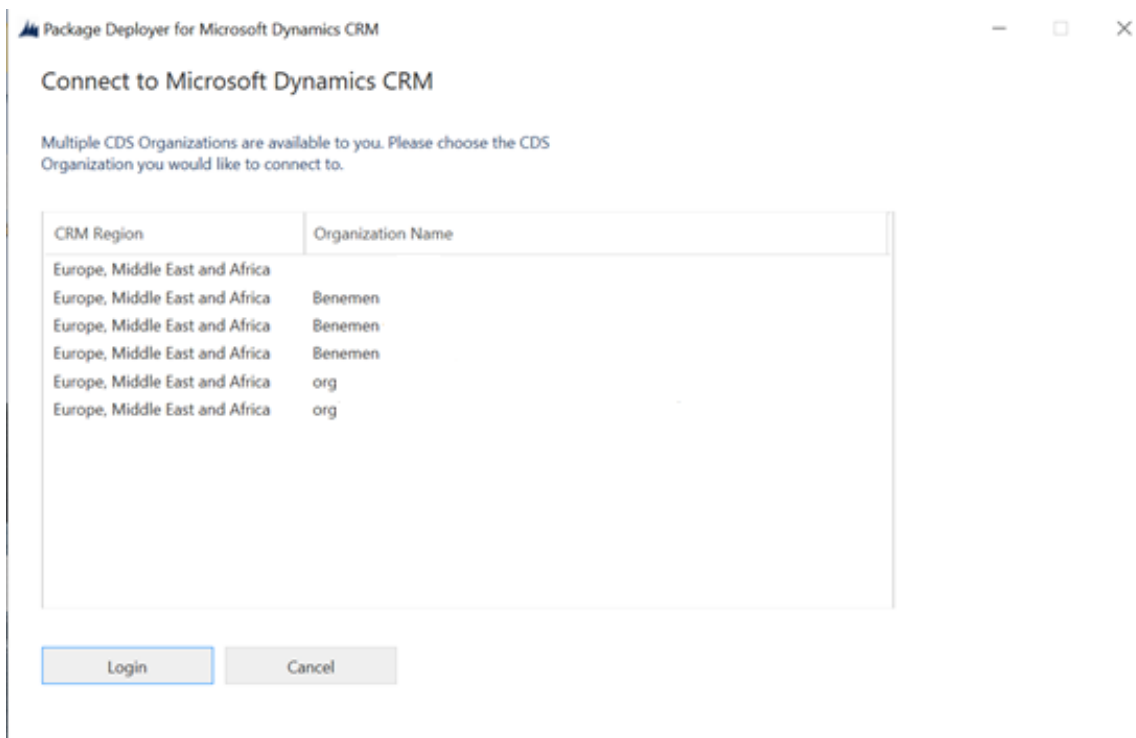 Package Deployer for Microsoft Dynamics CRM
Connect to Microsoft Dynamics CRM
Multiple CDS Organizations are available to you. Please choose the CDS
Organization you would like to connect to.
CRM Region Organization Name
Europe, Middle East and Africa
Europe, Middle East and Africa Benemen
Europe, Middle East and Africa Benemen
Europe, Middle East and Africa Benemen
Europe, Middle East and Africa org
Europe, Middle East and Africa org
Login Cancel